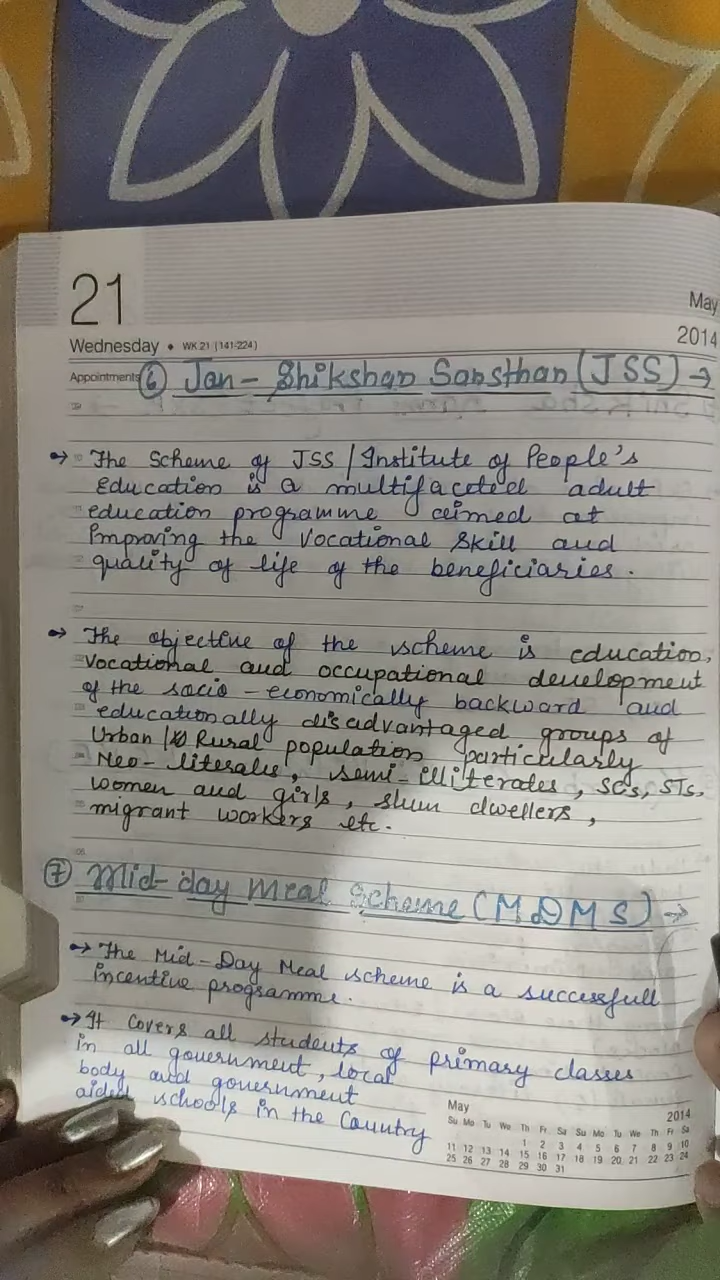 21
May
2014
Wednesday • WK 21 (141-224)
Appointments ⑥ Jan - Shikshan Sansthan (JSS) →
→ The Scheme of JSS / Institute of People's
Education is a multifaceted adult
education programme aimed at
Improving the Vocational Skill and
quality of life of the beneficiaries.
→ The objective of the scheme is education,
Vocational and occupational development
of the socio - economically backward and
educationally disadvantaged groups of
Urban / Rural population particularly
Neo - literates, semi - illiterates, SCs, STs,
women and girls, slum dwellers,
migrant workers etc.
⑦ Mid-day Meal Scheme (MDMS) →
→ The Mid-Day Meal scheme is a successfull
incentive programme.
→ It Covers all students of primary classes
in all government, local
body and government
aided schools in the Country
May 2014
Su Mo Tu We Th Fr Sa Su Mo Tu We Th Fr Sa
1 2 3 4 5 6 7 8 9 10
11 12 13 14 15 16 17 18 19 20 21 22 23 24
25 26 27 28 29 30 31